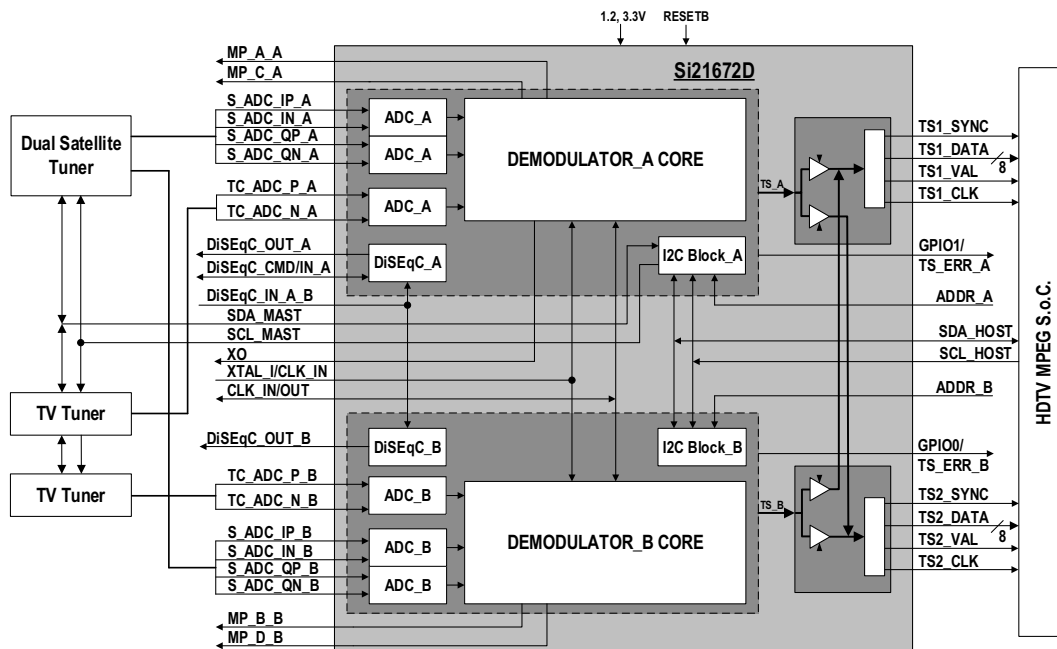 1.2, 3.3V
RESETB
Si21672D
MP_A_A
MP_C_A
S_ADC_IP_A
S_ADC_IN_A
S_ADC_QP_A
S_ADC_QN_A
TC_ADC_P_A
TC_ADC_N_A
DiSEqC_OUT_A
DiSEqC_CMD/IN_A
DiSEqC_IN_A_B
SDA_MAST
SCL_MAST
XO
XTAL_I/CLK_IN
CLK_IN/OUT
DiSEqC_OUT_B
TC_ADC_P_B
TC_ADC_N_B
S_ADC_IP_B
S_ADC_IN_B
S_ADC_QP_B
S_ADC_QN_B
MP_B_B
MP_D_B
Dual Satellite
Tuner
TV Tuner
TV Tuner
ADC_A
ADC_A
ADC_A
DiSEqC_A
DEMODULATOR_A CORE
I2C Block_A
TS_A
DiSEqC_B
I2C Block_B
ADC_B
ADC_B
ADC_B
DEMODULATOR_B CORE
TS_B
TS1_SYNC
TS1_DATA
8
TS1_VAL
TS1_CLK
GPIO1/
TS_ERR_A
ADDR_A
SDA_HOST
SCL_HOST
ADDR_B
GPIO0/
TS_ERR_B
TS2_SYNC
TS2_DATA
8
TS2_VAL
TS2_CLK
HDTV MPEG S.o.C.